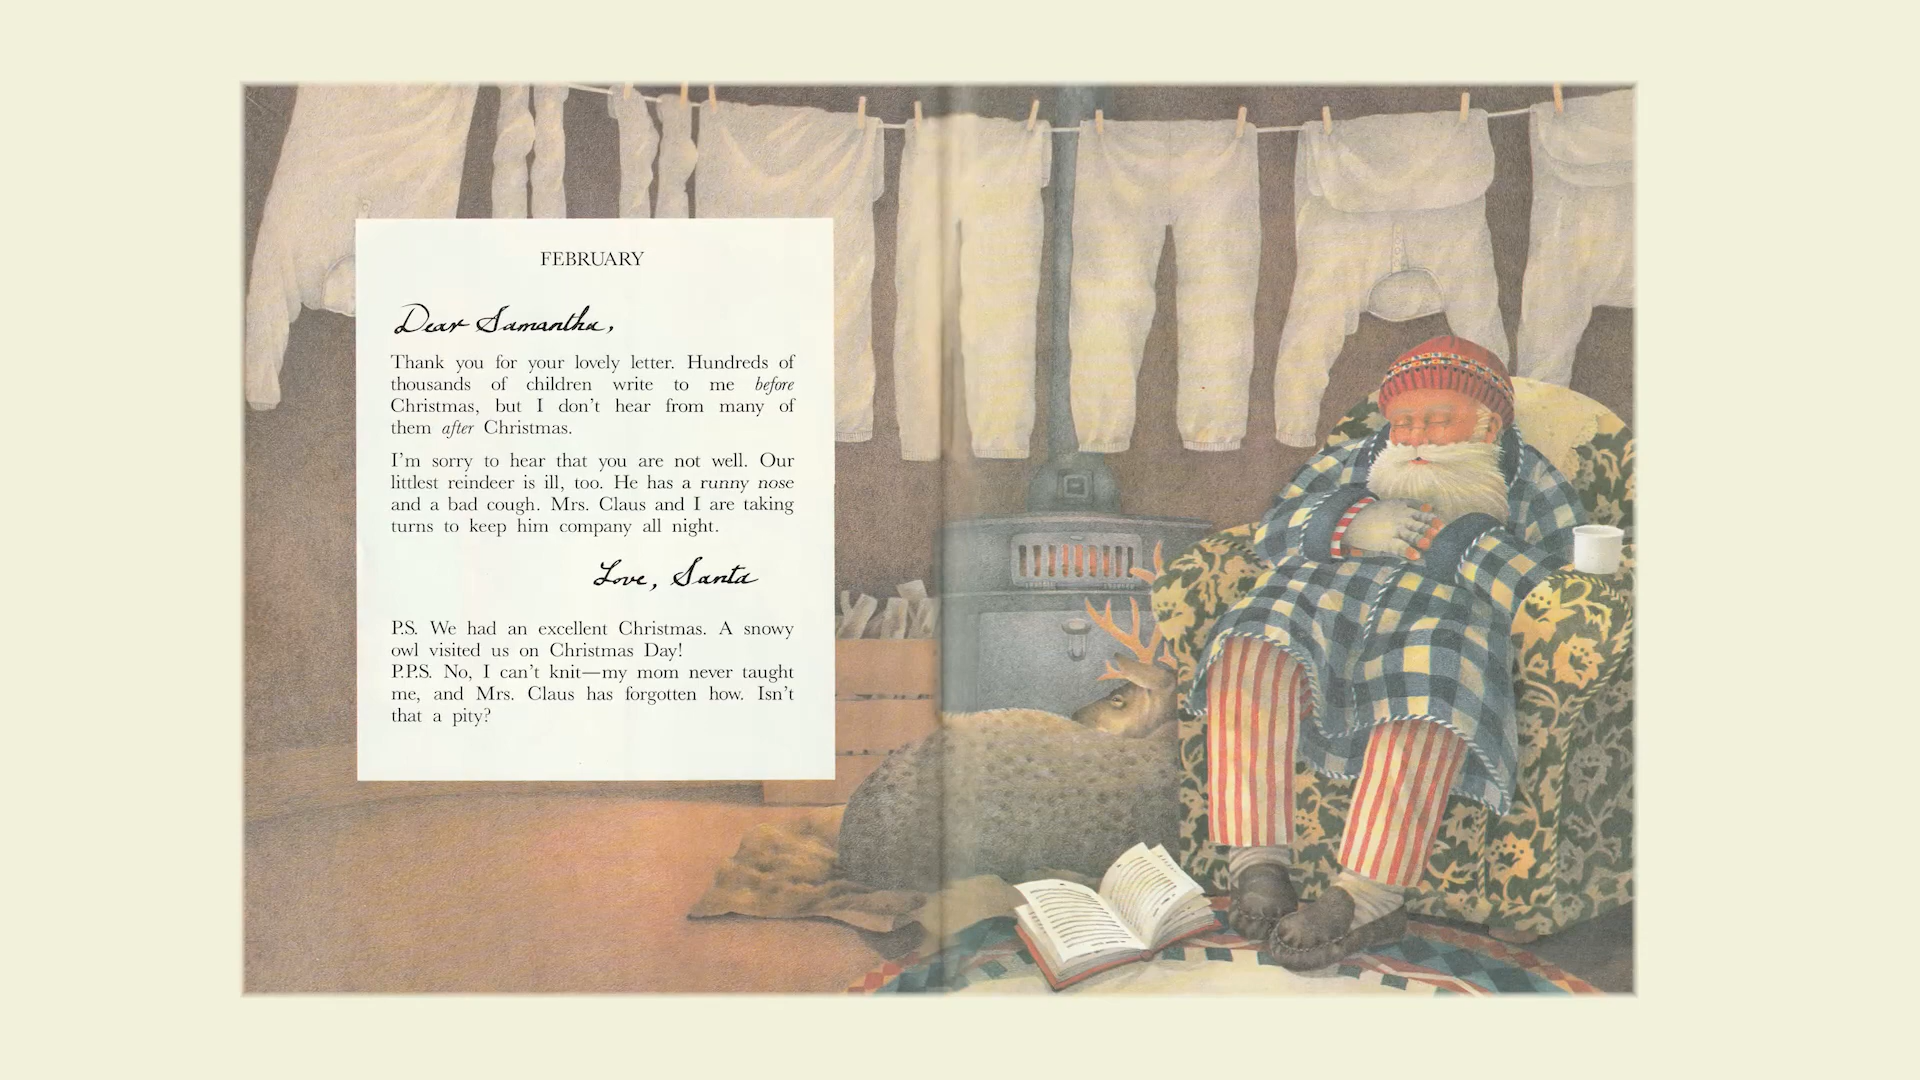 FEBRUARY
Dear Samantha,
Thank you for your lovely letter. Hundreds of
thousands of children write to me before
Christmas, but I don't hear from many of
them after Christmas.
I'm sorry to hear that you are not well. Our
littlest reindeer is ill, too. He has a runny nose
and a bad cough. Mrs. Claus and I are taking
turns to keep him company all night.
Love, Santa
P.S. We had an excellent Christmas. A snowy
owl visited us on Christmas Day!
P.P.S. No, I can't knit—my mom never taught
me, and Mrs. Claus has forgotten how. Isn't
that a pity?